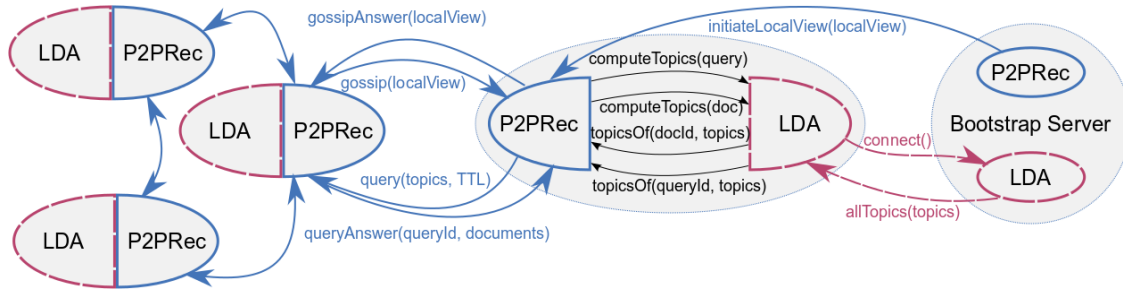 gossipAnswer(localView)
initiateLocalView(localView)
LDA P2PRec
computeTopics(query)
P2PRec
gossip(localView)
computeTopics(doc)
LDA P2PRec
P2PRec
topicsOf(docId, topics)
LDA
Bootstrap Server
connect()
query(topics, TTL)
topicsOf(queryId, topics)
LDA
allTopics(topics)
queryAnswer(queryId, documents)
LDA P2PRec